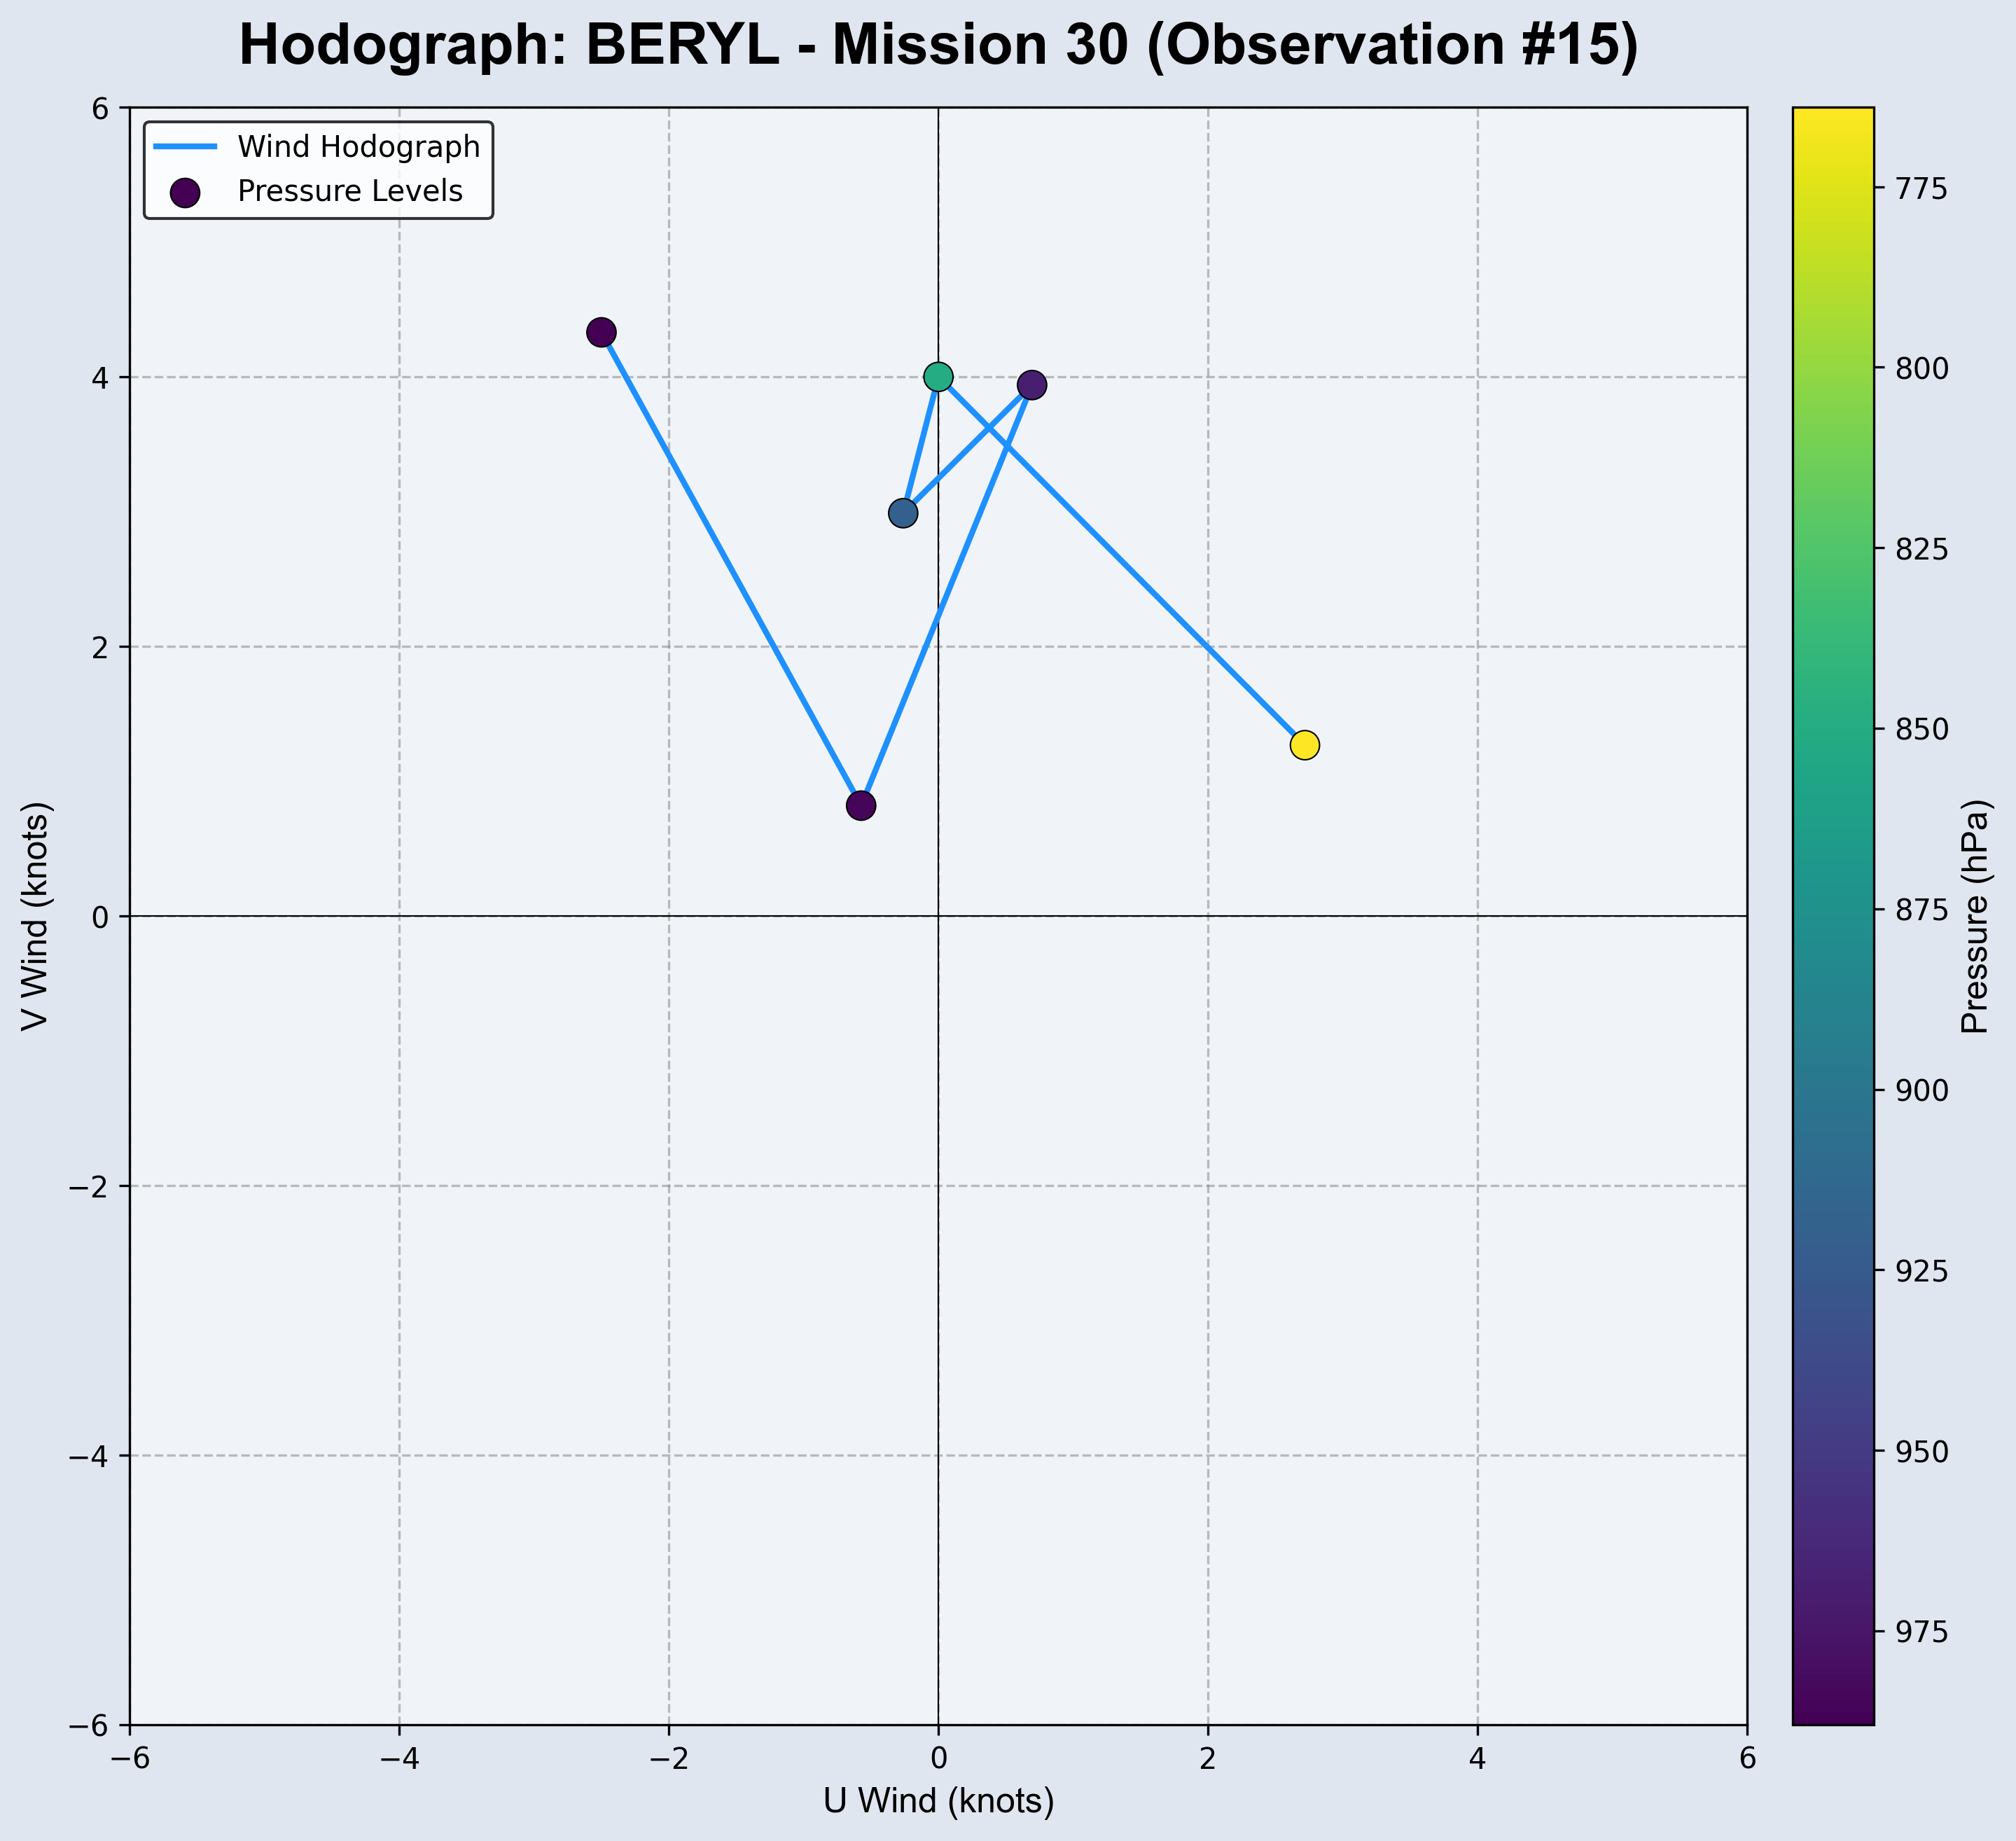 Hodograph: BERYL - Mission 30 (Observation #15)
Wind Hodograph
Pressure Levels
6
4
2
0
−2
−4
−6
V Wind (knots)
−6 −4 −2 0 2 4 6
U Wind (knots)
775
800
825
850
875
900
925
950
975
Pressure (hPa)